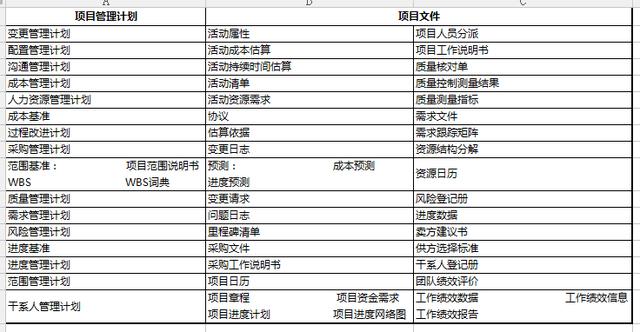 A B C
项目管理计划 项目文件
变更管理计划 活动属性 项目人员分派
配置管理计划 活动成本估算 项目工作说明书
沟通管理计划 活动持续时间估算 质量核对单
成本管理计划 活动清单 质量控制测量结果
人力资源管理计划 活动资源需求 质量测量指标
成本基准 协议 需求文件
过程改进计划 估算依据 需求跟踪矩阵
采购管理计划 变更日志 资源结构分解
范围基准： 项目范围说明书 预测： 成本预测 资源日历
WBS WBS词典 进度预测
质量管理计划 变更请求 风险登记册
需求管理计划 问题日志 进度数据
风险管理计划 里程碑清单 卖方建议书
进度基准 采购文件 供方选择标准
进度管理计划 采购工作说明书 干系人登记册
范围管理计划 项目日历 团队绩效评价
干系人管理计划 项目章程 项目资金需求 工作绩效数据 工作绩效信息
项目进度计划 项目进度网络图 工作绩效报告